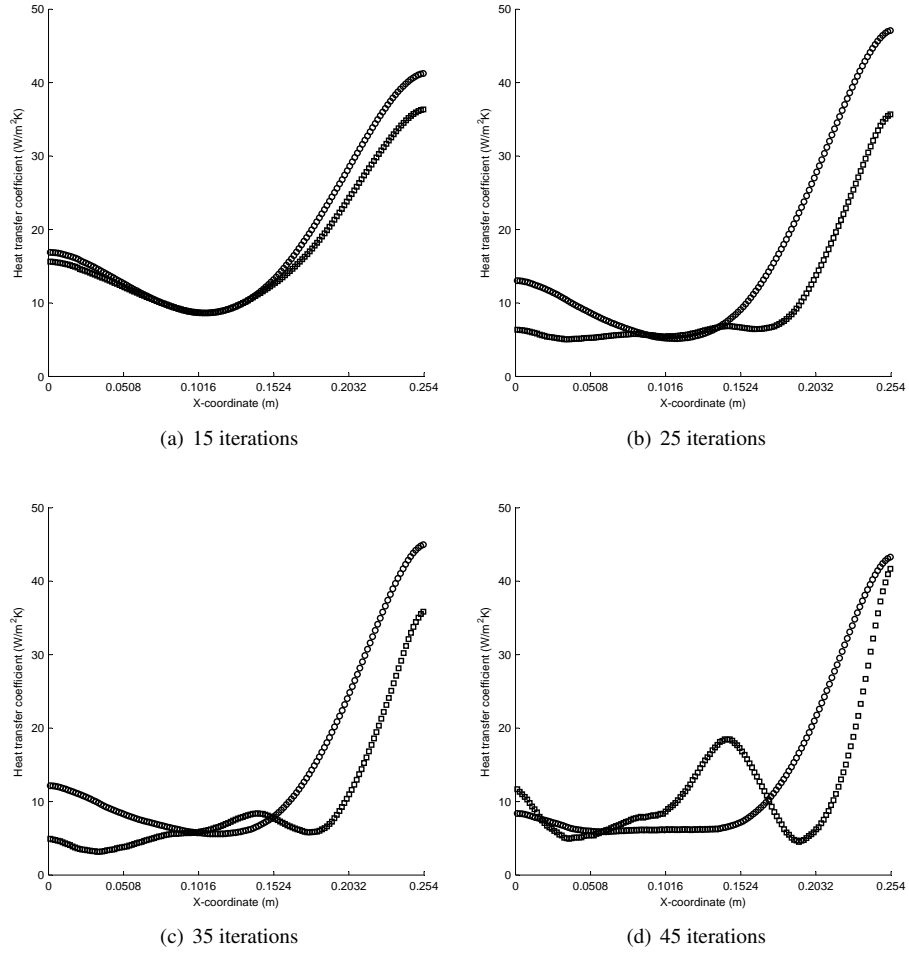 50
40
30
20
10
0
Heat transfer coefficient (W/m²K)
0 0.0508 0.1016 0.1524 0.2032 0.254
X-coordinate (m)
(a) 15 iterations
50
40
30
20
10
0
Heat transfer coefficient (W/m²K)
0 0.0508 0.1016 0.1524 0.2032 0.254
X-coordinate (m)
(b) 25 iterations
50
40
30
20
10
0
Heat transfer coefficient (W/m²K)
0 0.0508 0.1016 0.1524 0.2032 0.254
X-coordinate (m)
(c) 35 iterations
50
40
30
20
10
0
Heat transfer coefficient (W/m²K)
0 0.0508 0.1016 0.1524 0.2032 0.254
X-coordinate (m)
(d) 45 iterations